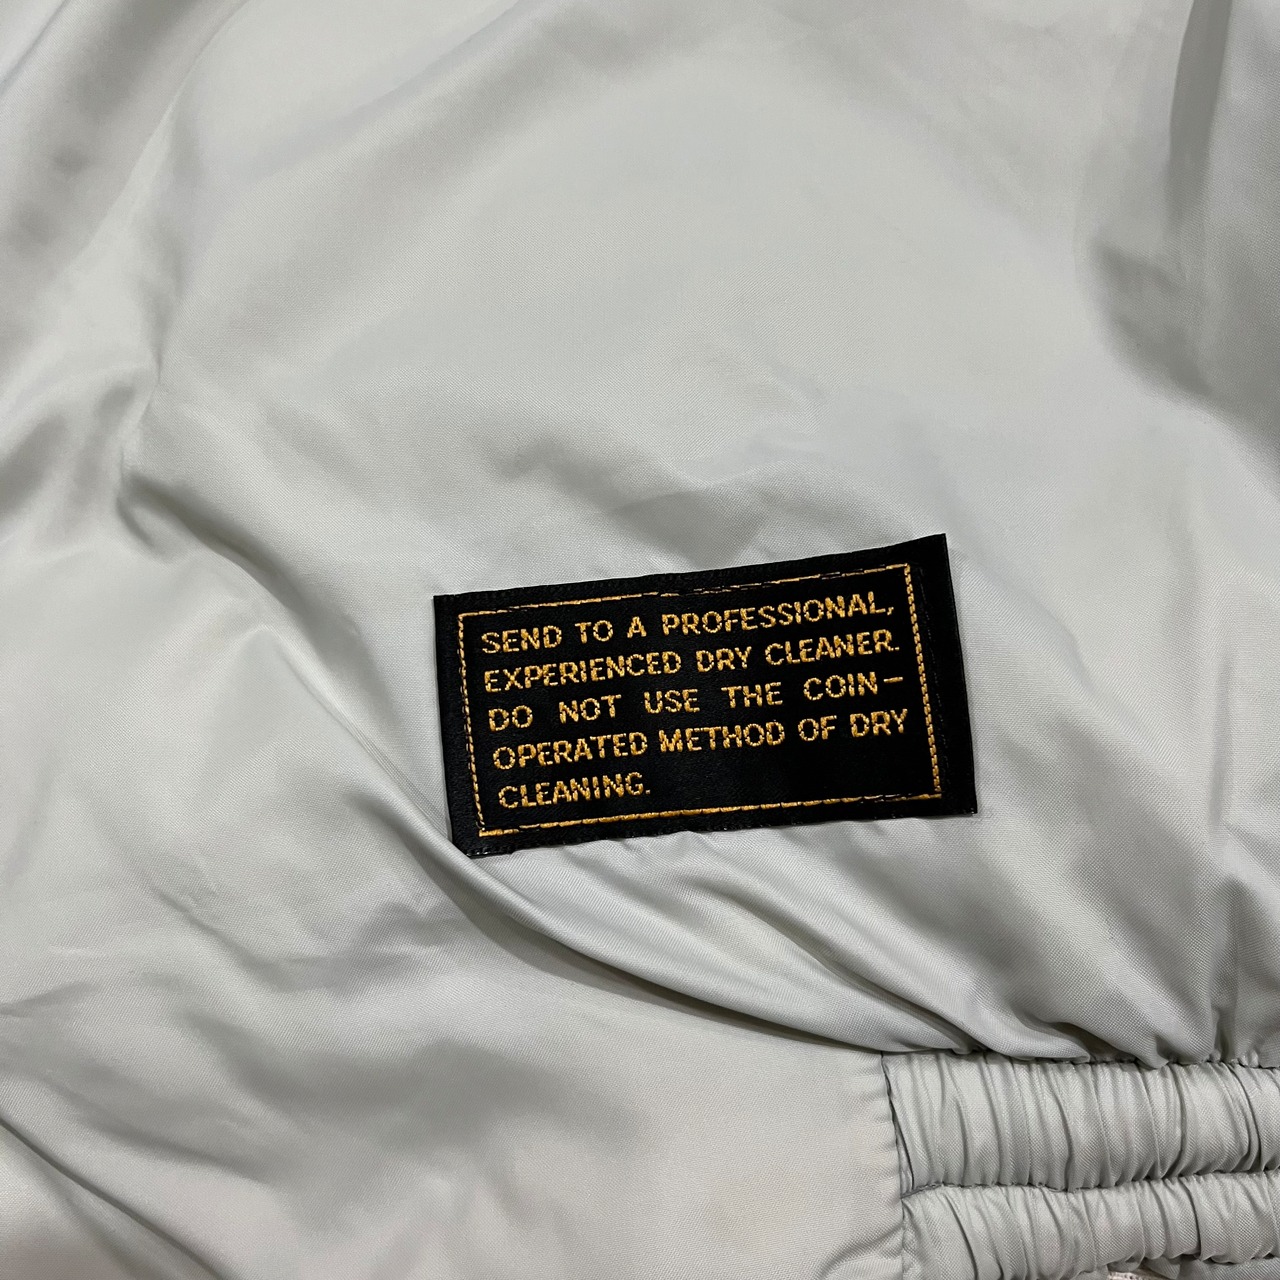 SEND TO A PROFESSIONAL,
EXPERIENCED DRY CLEANER.
DO NOT USE THE COIN-
OPERATED METHOD OF DRY
CLEANING.